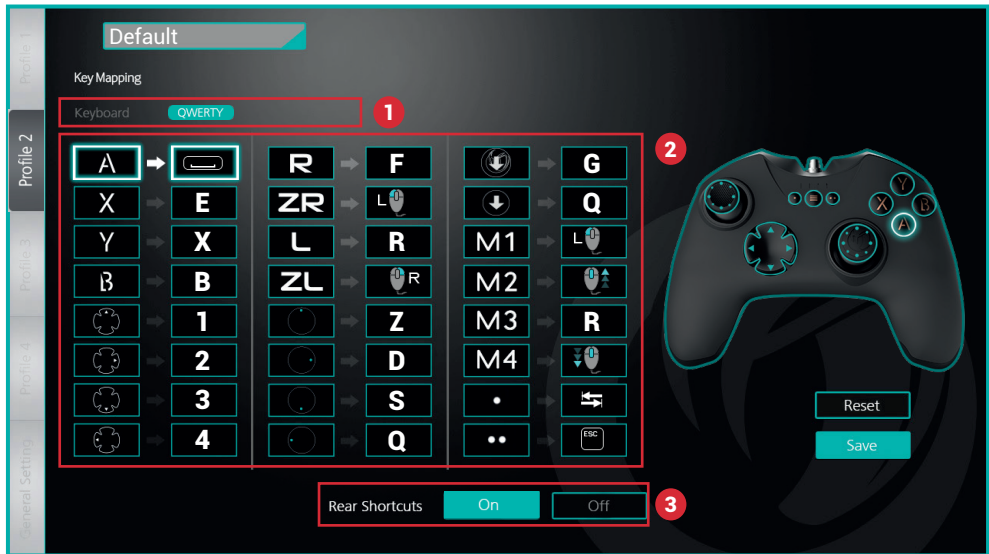 Default
Key Mapping
Keyboard QWERTY 1
2
A R F G
X E ZR L Q
Y X L R M1 L
B B ZL R M2
1 Z M3 R
2 D M4
3 S
4 Q ESC
Rear Shortcuts On Off 3
Profile 1
Profile 2
Profile 3
Profile 4
General Setting
Y
X B
A
Reset
Save